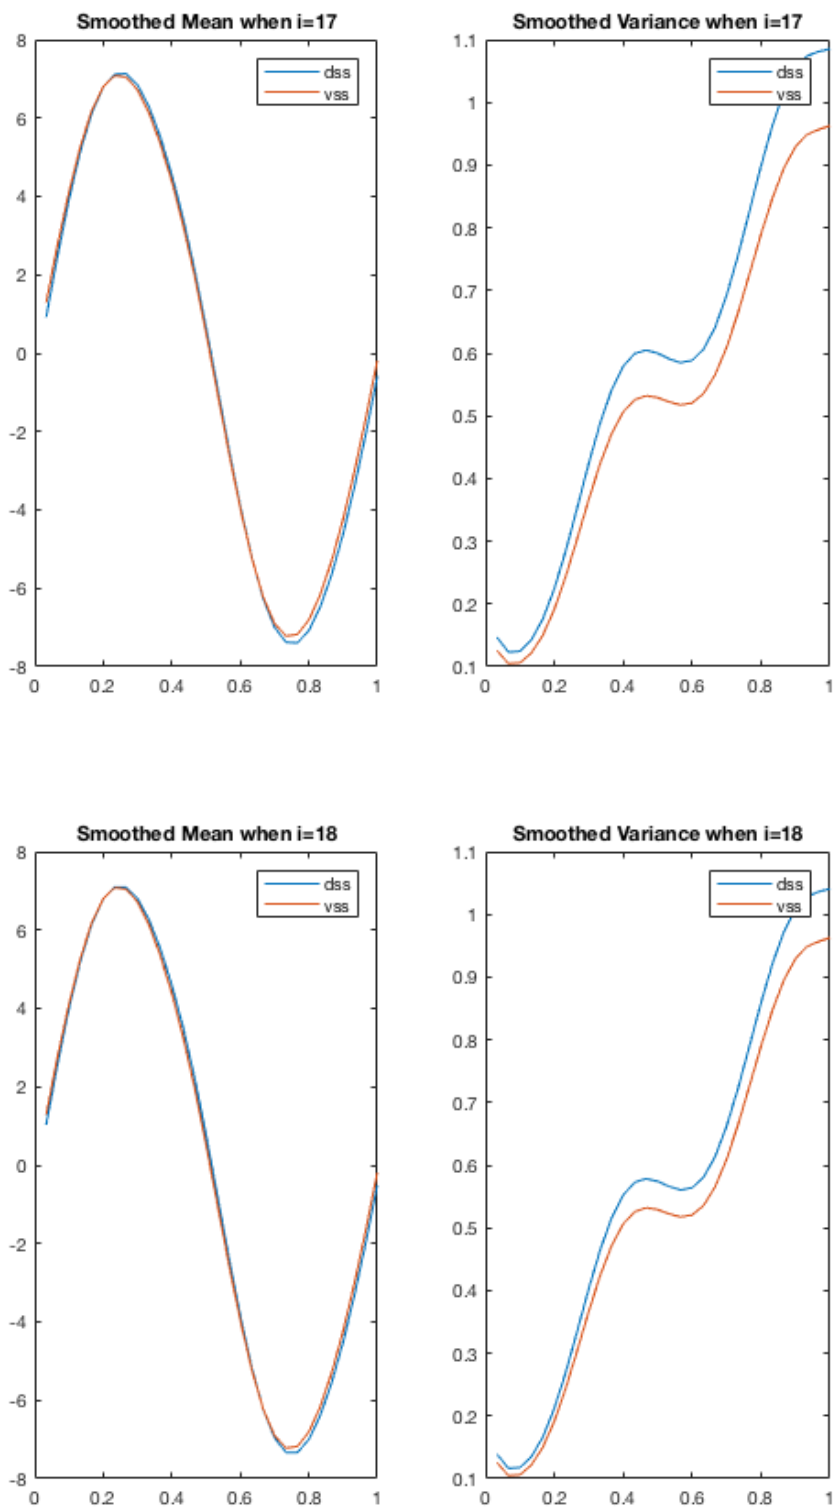 Smoothed Mean when i=17
8
6
4
2
0
-2
-4
-6
-8
0 0.2 0.4 0.6 0.8 1
dss
vss
Smoothed Variance when i=17
1.1
1
0.9
0.8
0.7
0.6
0.5
0.4
0.3
0.2
0.1
0 0.2 0.4 0.6 0.8 1
dss
vss
Smoothed Mean when i=18
8
6
4
2
0
-2
-4
-6
-8
0 0.2 0.4 0.6 0.8 1
dss
vss
Smoothed Variance when i=18
1.1
1
0.9
0.8
0.7
0.6
0.5
0.4
0.3
0.2
0.1
0 0.2 0.4 0.6 0.8 1
dss
vss